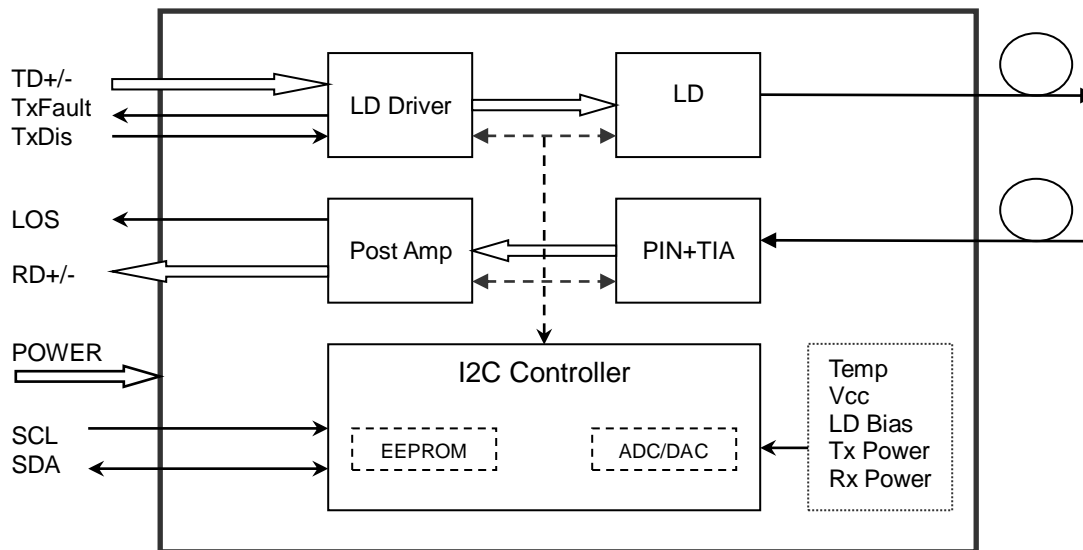 TD+/-
TxFault
TxDis
LD Driver
LD
LOS
RD+/-
Post Amp
PIN+TIA
POWER
SCL
SDA
I2C Controller
EEPROM
ADC/DAC
Temp
Vcc
LD Bias
Tx Power
Rx Power